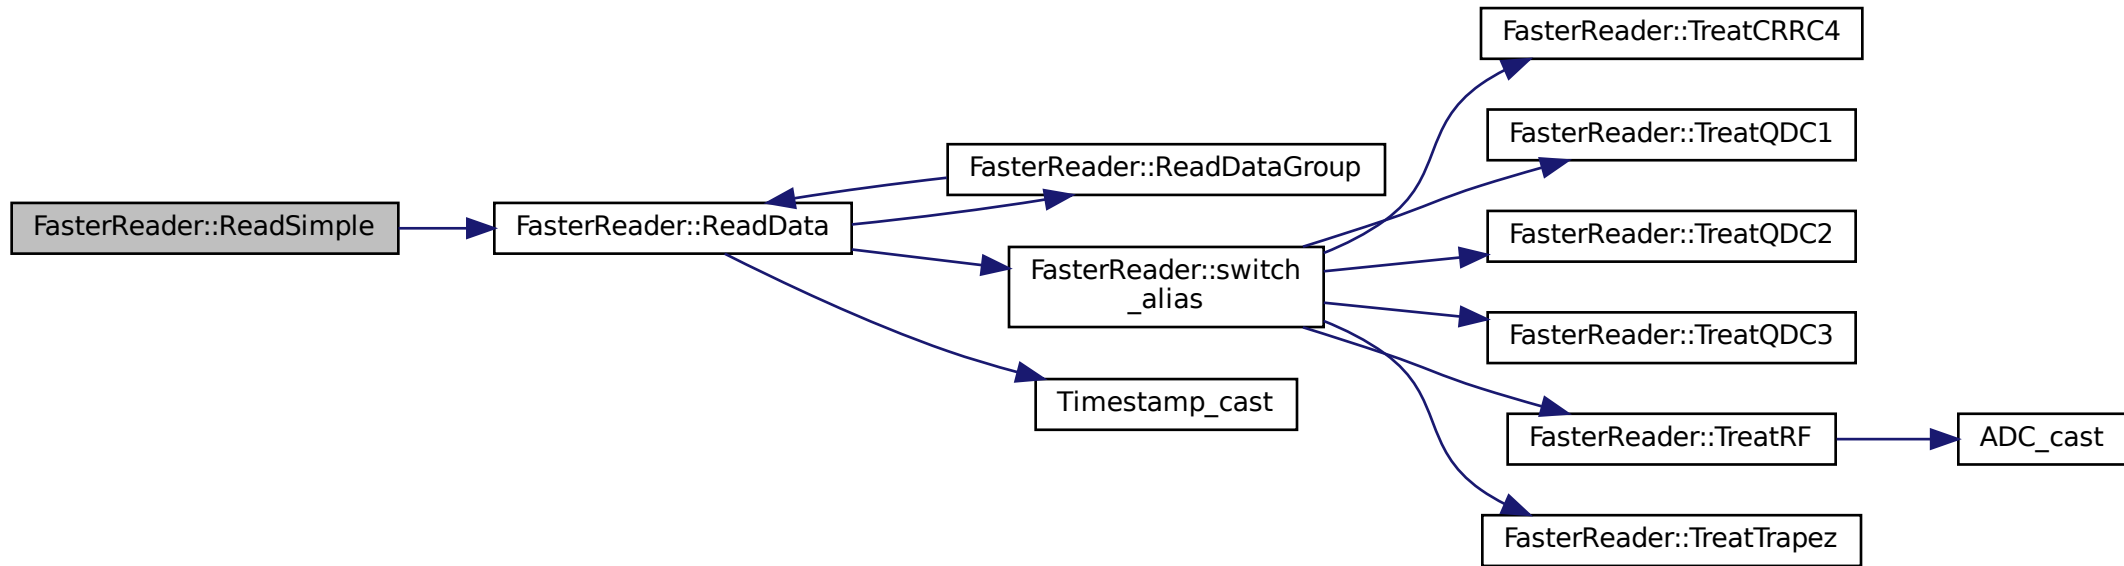 FasterReader::ReadSimple
FasterReader::ReadData
FasterReader::ReadDataGroup
FasterReader::switch
_alias
Timestamp_cast
FasterReader::TreatCRRC4
FasterReader::TreatQDC1
FasterReader::TreatQDC2
FasterReader::TreatQDC3
FasterReader::TreatRF
ADC_cast
FasterReader::TreatTrapez